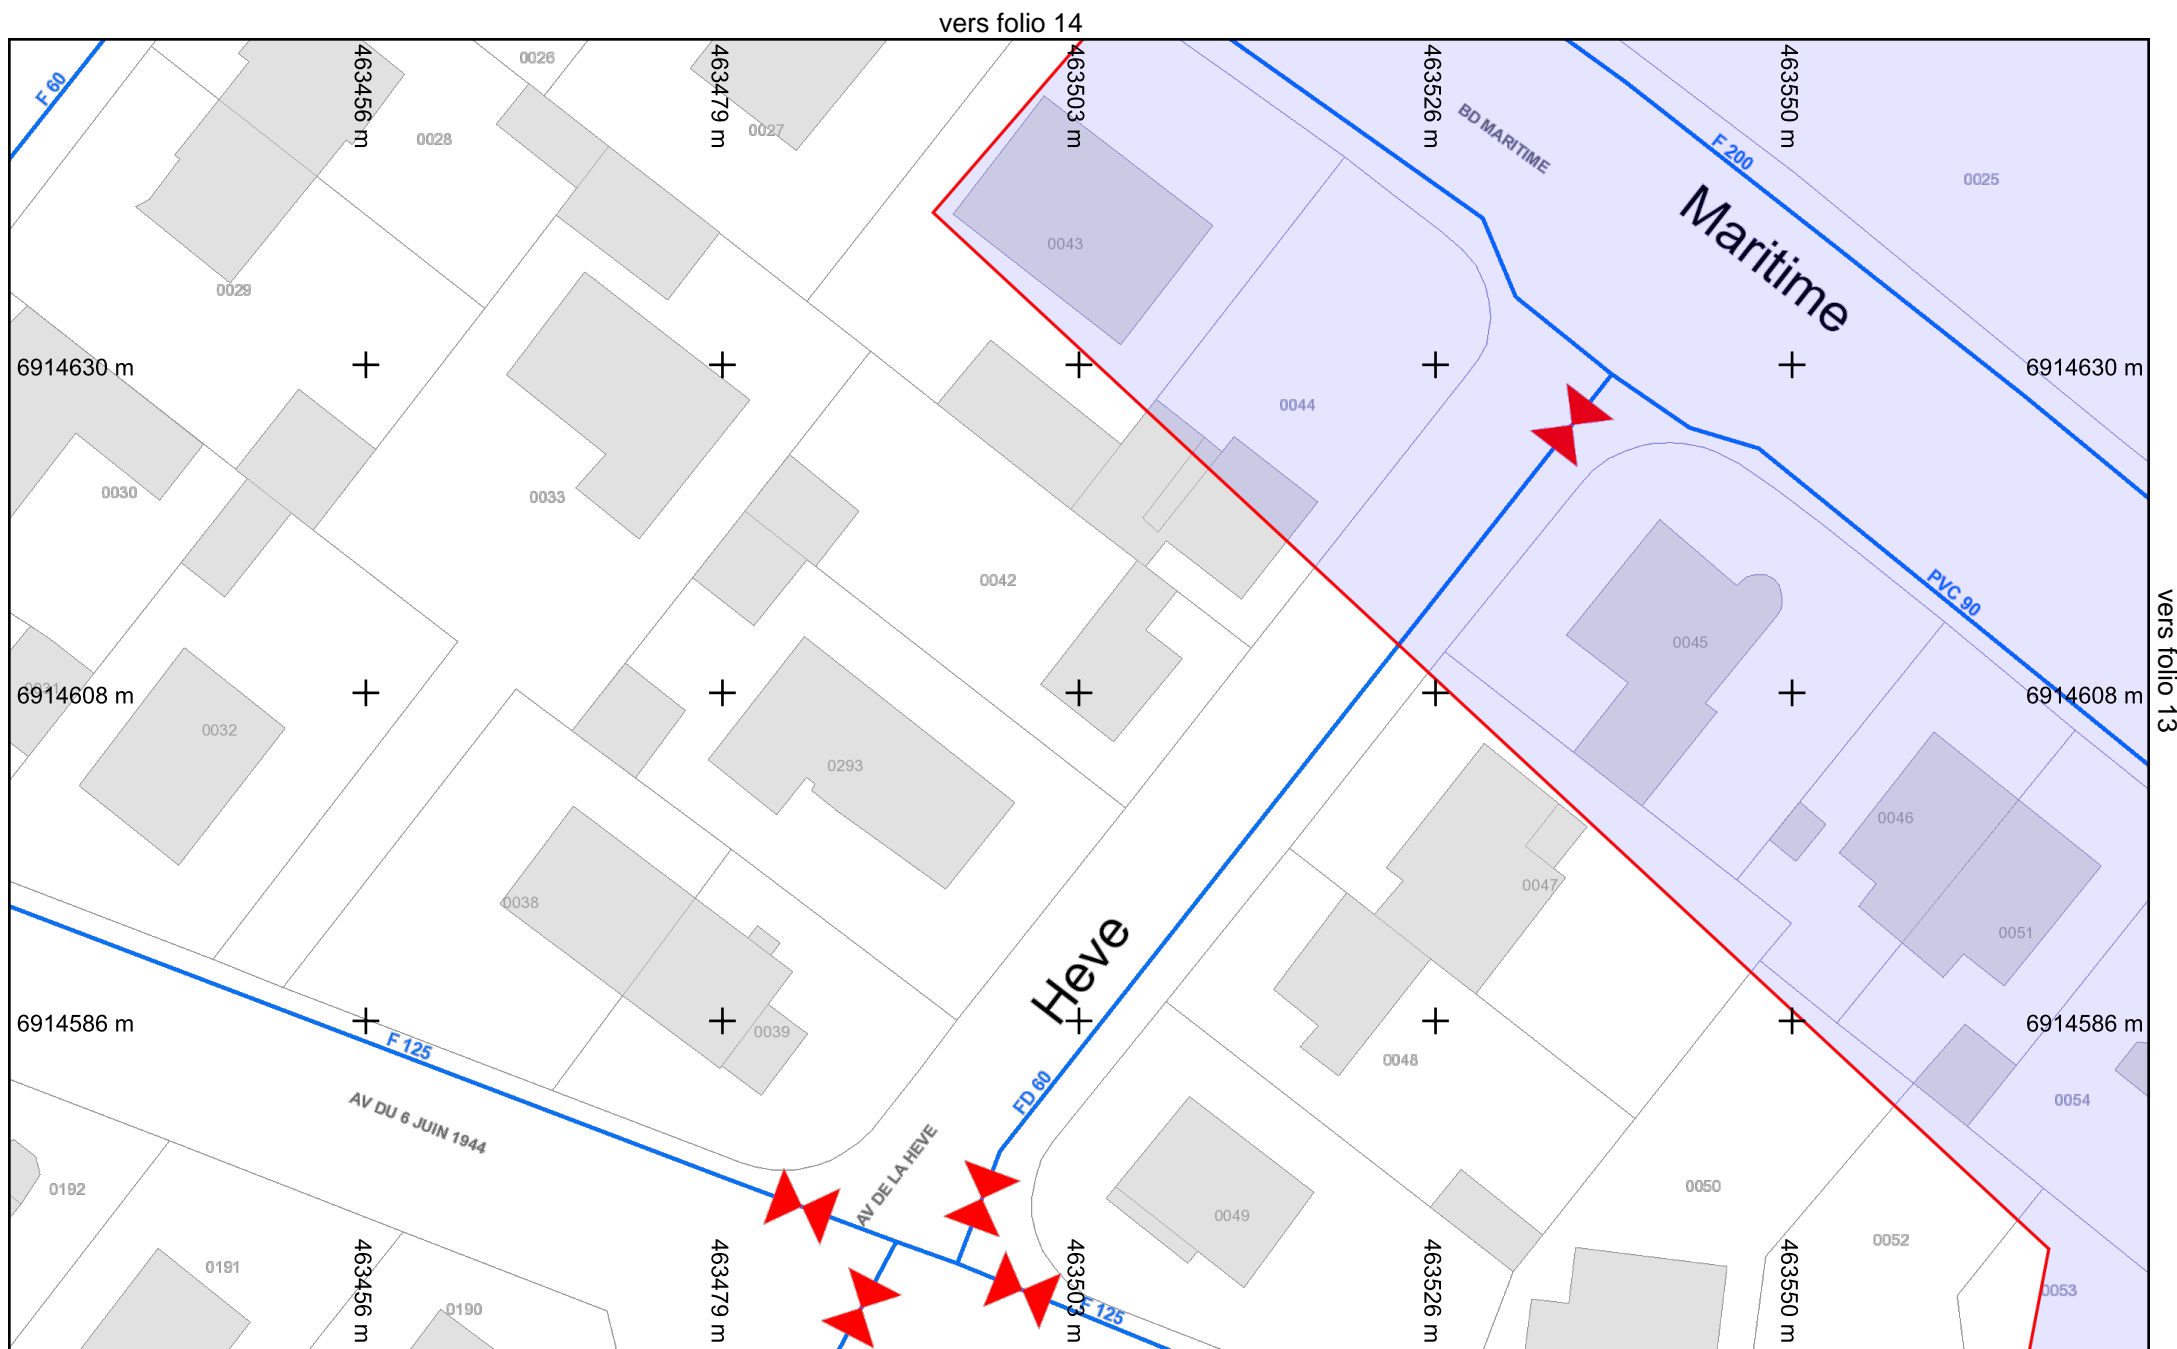 vers folio 14
463456 m
463479 m
463503 m
463526 m
463550 m
F 60
0026
0027
0028
BD MARITIME
F 200
0025
Maritime
0043
0029
6914630 m
6914630 m
0044
0030
0033
0042
PVC 90
vers folio 13
0045
6914608 m
6914608 m
0032
0293
0046
0047
0038
0051
Heve
6914586 m
6914586 m
0039
F 125
0048
FD 60
0054
AV DU 6 JUIN 1944
AV DE LA HEVE
0192
0050
0049
0052
0191
0053
0190
F 125
463456 m
463479 m
463503 m
463526 m
463550 m